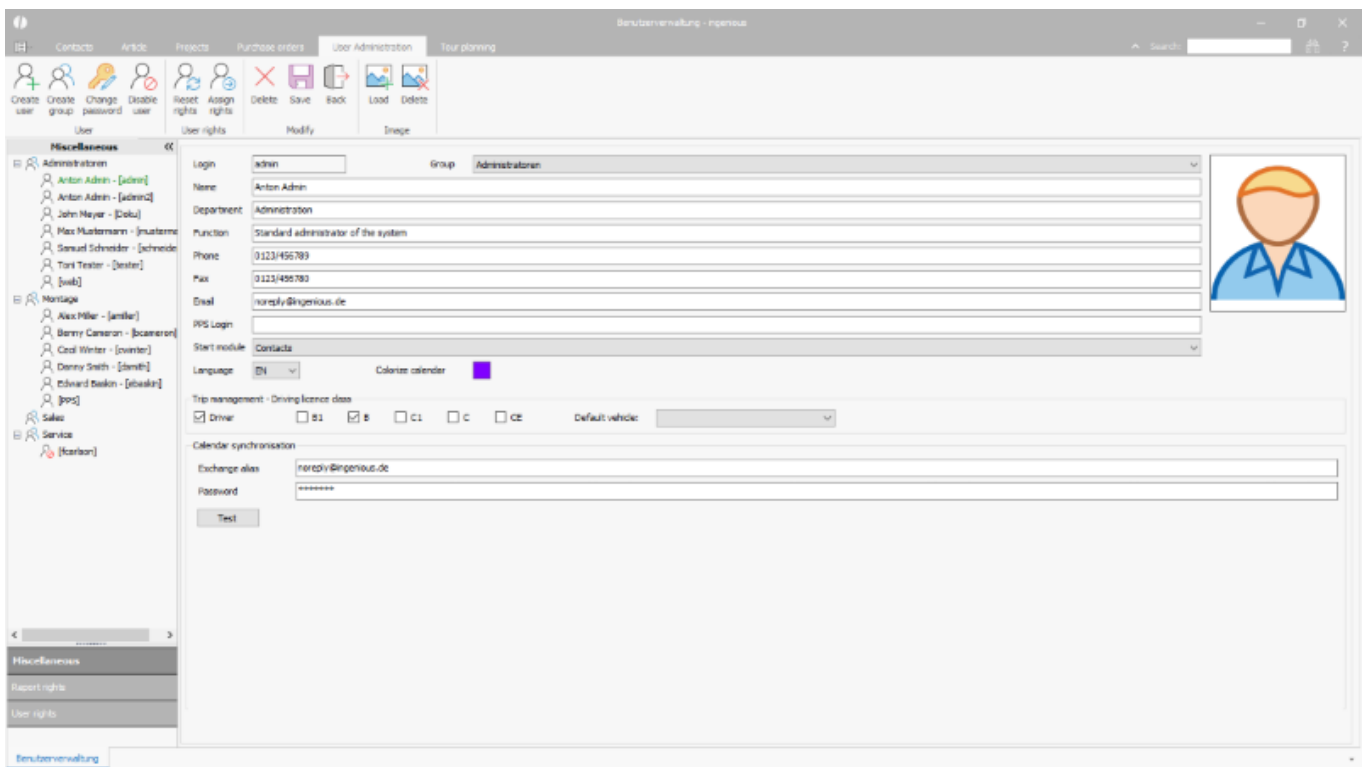 Benutzerverwaltung - ingenious
Contacts Article Projects Purchase orders User Administration Tour planning Search: ?
Create user Create group Change password Disable user Reset rights Assign rights Delete Save Back Load Delete
User User rights Modify Image
Miscellaneous
Administratoren
Anton Admin - [admin]
Anton Admin - [admin2]
John Meyer - [Doku]
Max Mustermann - [musterma
Samuel Schneider - [schneide
Toni Tester - [tester]
[web]
Montage
Alex Miller - [amiller]
Benny Cameron - [bcameron]
Cecil Winter - [cwinter]
Danny Smith - [dsmith]
Edward Baskin - [ebaskin]
[PPS]
Sales
Service
[fcarlson]
Miscellaneous
Report rights
User rights
Benutzerverwaltung
Login admin Group Administratoren
Name Anton Admin
Department Administration
Function Standard administrator of the system
Phone 0123/456789
Fax 0123/456780
Email noreply@ingenious.de
PPS Login
Start module Contacts
Language EN Colorize calender
Trip management - Driving licence class
Driver B1 B C1 C CE Default vehicle:
Calendar synchronisation
Exchange alias noreply@ingenious.de
Password *******
Test